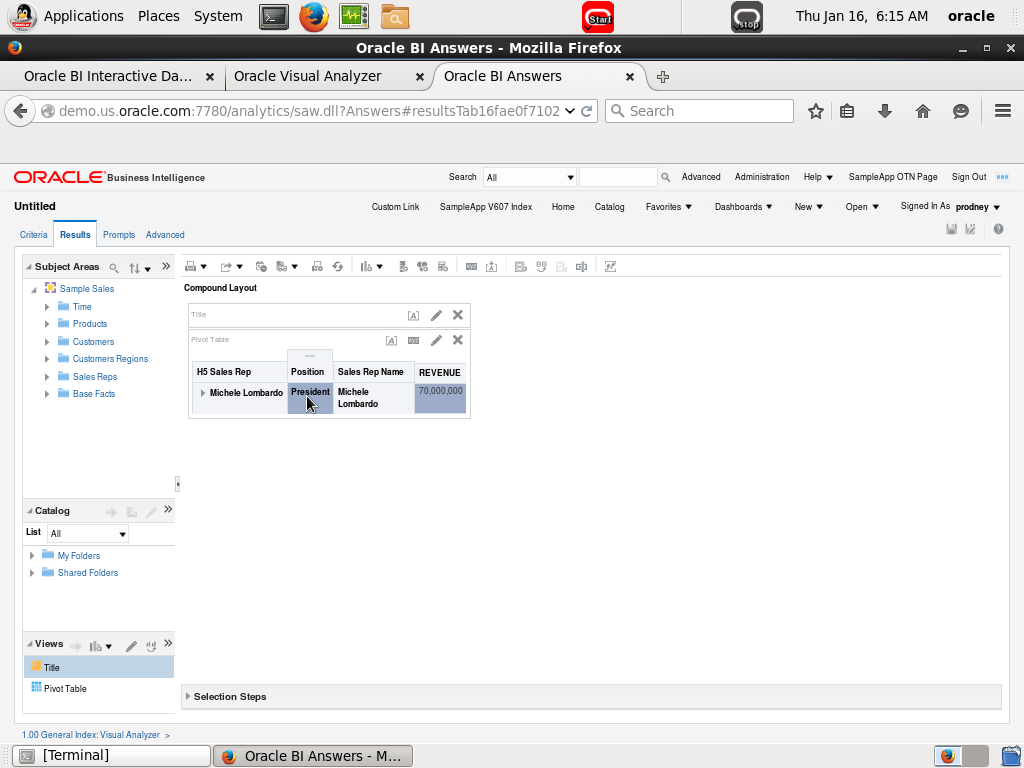 Applications Places System Start stop Thu Jan 16, 6:15 AM oracle
Oracle BI Answers - Mozilla Firefox
Oracle BI Interactive Da... Oracle Visual Analyzer Oracle BI Answers
demo.us.oracle.com:7780/analytics/saw.dll?Answers#resultsTab16fae0f7102 Search
ORACLE Business Intelligence Search All Advanced Administration Help SampleApp OTN Page Sign Out
Untitled Custom Link SampleApp V607 Index Home Catalog Favorites Dashboards New Open Signed In As prodney
Criteria Results Prompts Advanced
Subject Areas
Sample Sales
Time
Products
Customers
Customers Regions
Sales Reps
Base Facts
Compound Layout
Title
Pivot Table
H5 Sales Rep Position Sales Rep Name REVENUE
Michele Lombardo President Michele Lombardo 70,000,000
Catalog
List All
My Folders
Shared Folders
Views
Title
Pivot Table
Selection Steps
1.00 General Index: Visual Analyzer >
[Terminal] Oracle BI Answers - M...